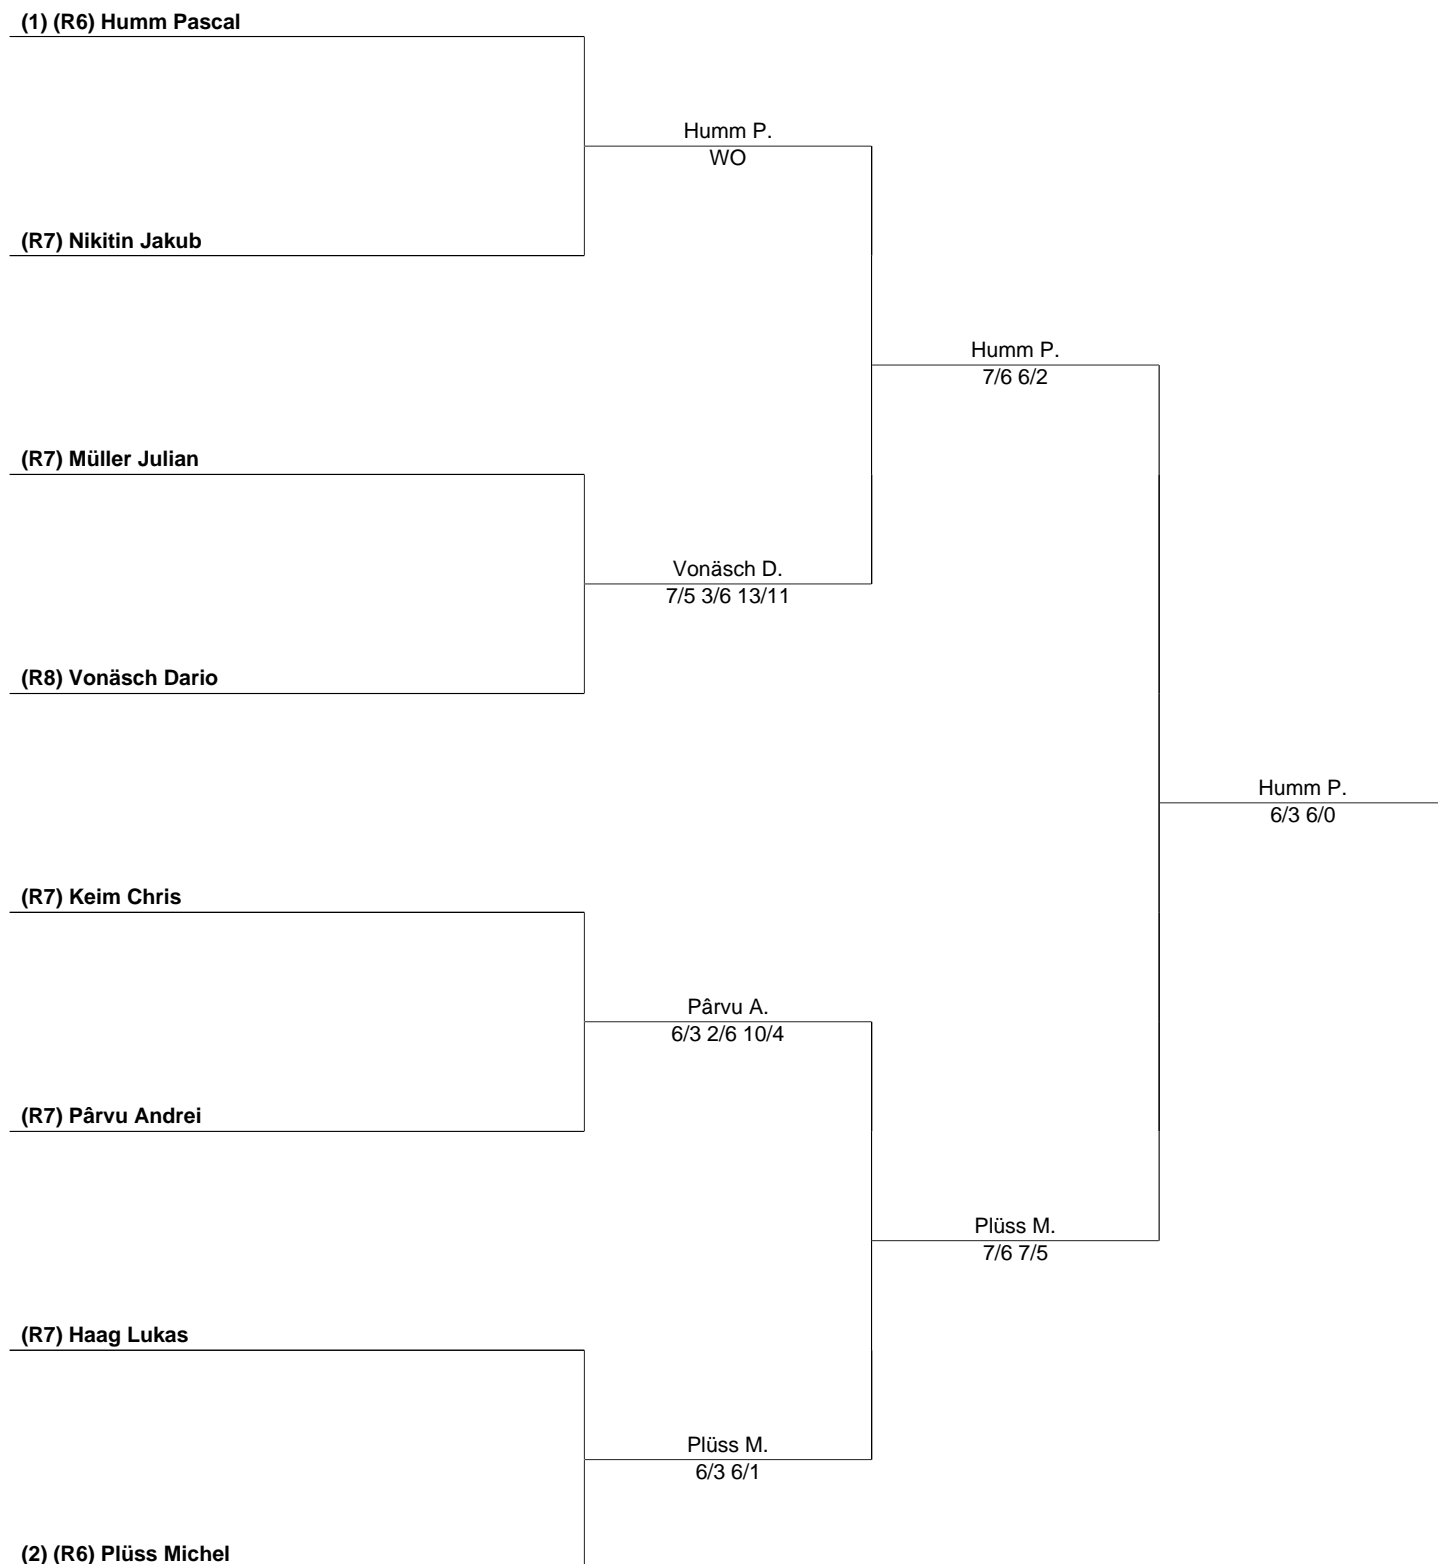 (1) (R6) Humm Pascal
Humm P.
WO
(R7) Nikitin Jakub
Humm P.
7/6 6/2
(R7) Müller Julian
Vonäsch D.
7/5 3/6 13/11
(R8) Vonäsch Dario
Humm P.
6/3 6/0
(R7) Keim Chris
Pârvu A.
6/3 2/6 10/4
(R7) Pârvu Andrei
Plüss M.
7/6 7/5
(R7) Haag Lukas
Plüss M.
6/3 6/1
(2) (R6) Plüss Michel